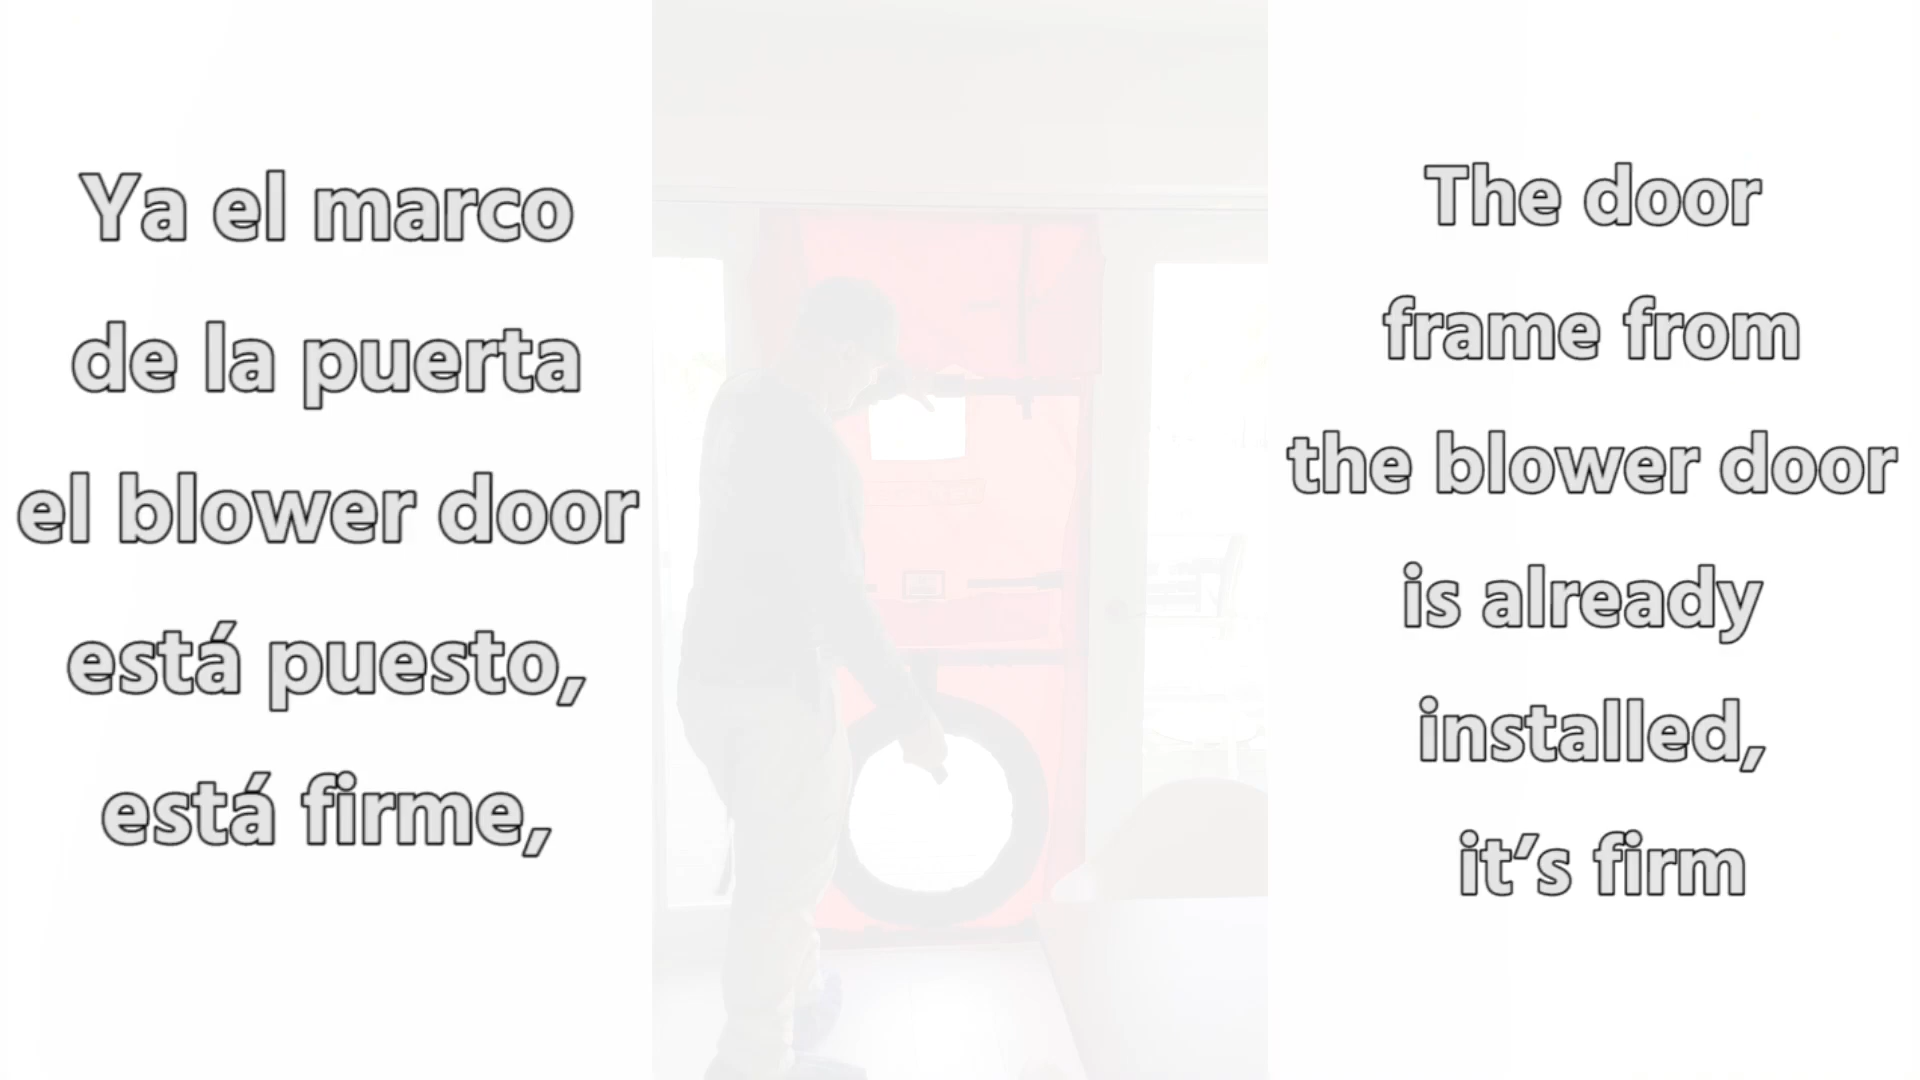 Ya el marco
de la puerta
el blower door
está puesto,
está firme,
The door
frame from
the blower door
is already
installed,
it's firm